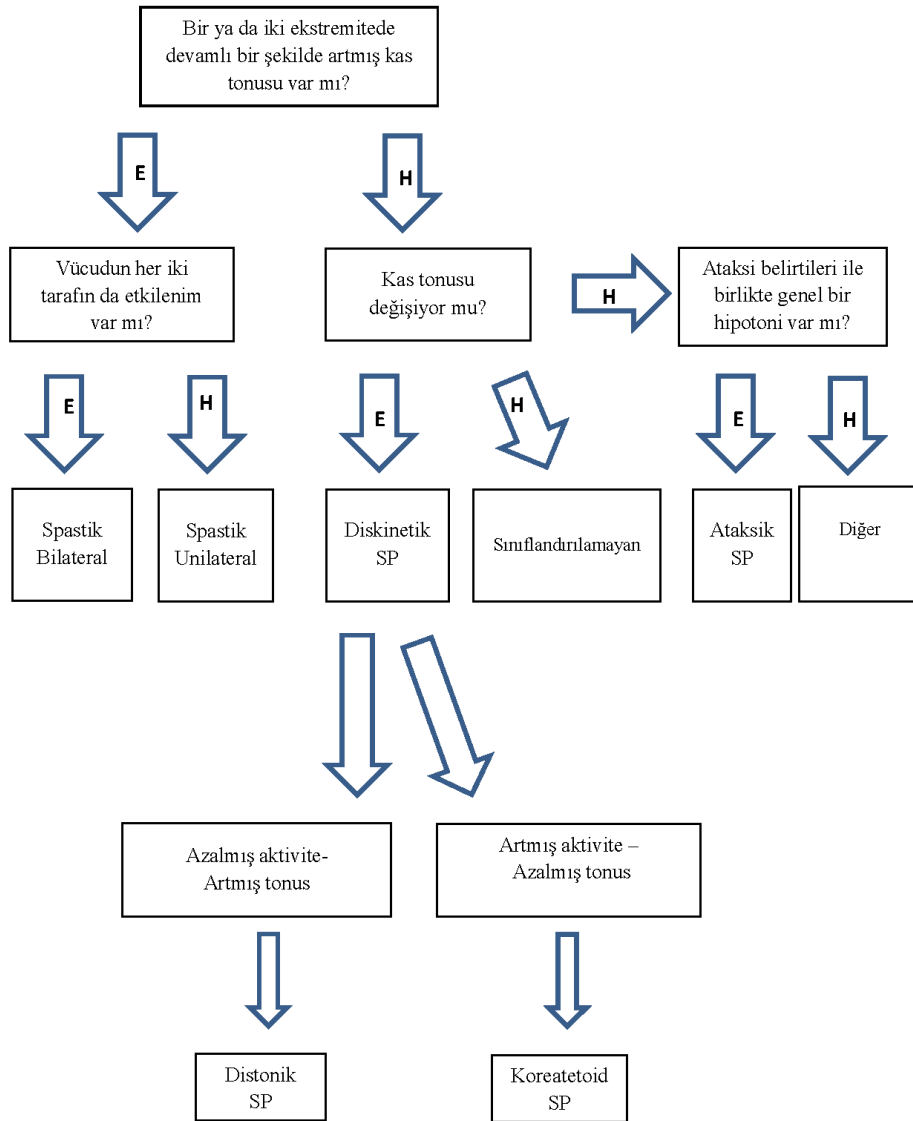 Bir ya da iki ekstremitede
devamlı bir şekilde artmış kas
tonusu var mı?
E
H
Vücudun her iki
tarafın da etkilenim
var mı?
Kas tonusu
değişiyor mu?
H
Ataksi belirtileri ile
birlikte genel bir
hipotoni var mı?
E
H
E
H
E
H
Spastik
Bilateral
Spastik
Unilateral
Diskinetik
SP
Sınıflandırılamayan
Ataksik
SP
Diğer
Azalmış aktivite-
Artmış tonus
Artmış aktivite –
Azalmış tonus
Distonik
SP
Koreatetoid
SP